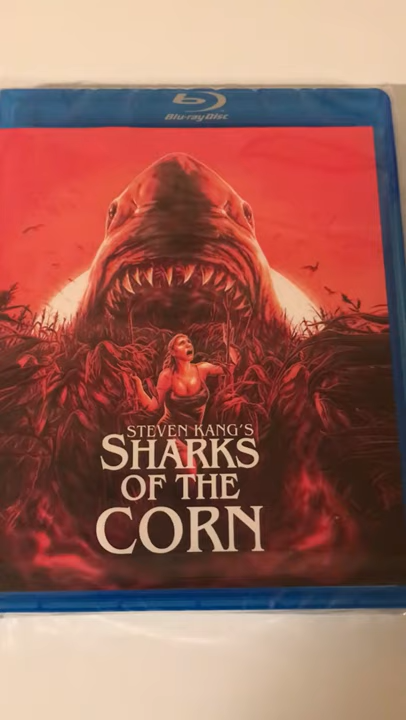 Blu-ray Disc
STEVEN KANG'S
SHARKS
OF THE
CORN